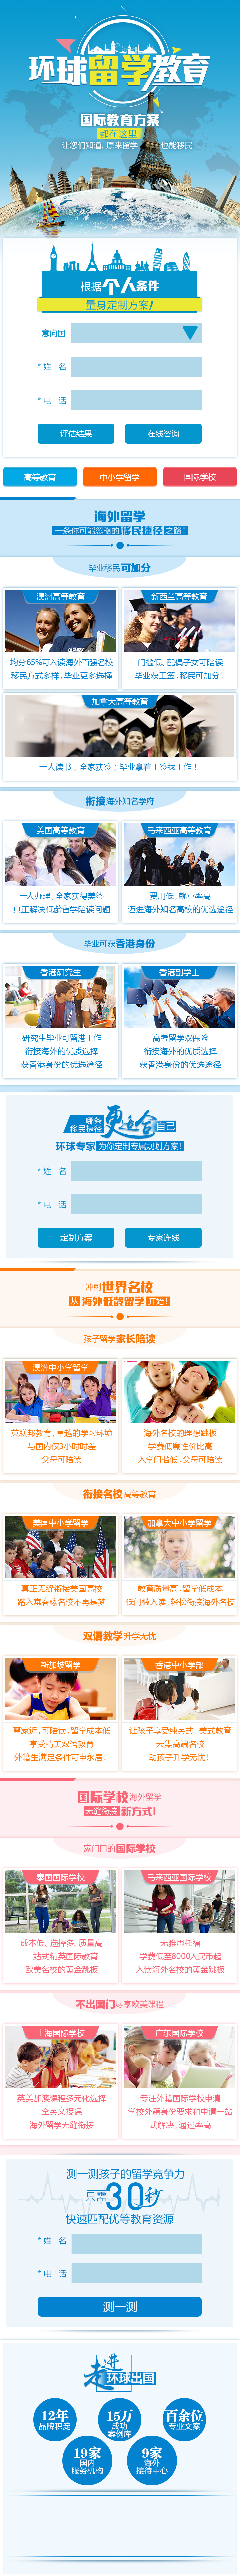 环球留学教育
国际教育方案
都在这里
让您们知道,原来留学 也能移民
根据个人条件
量身定制方案!
意向国
* 姓 名
* 电 话
评估结果
在线咨询
高等教育
中小学留学
国际学校
海外留学
一条你可能忽略的移民捷径之路!
毕业移民可加分
澳洲高等教育
新西兰高等教育
均分65%可入读海外百强名校
移民方式多样,毕业更多选择
门槛低、配偶子女可陪读
毕业获工签,移民可加分!
加拿大高等教育
一人读书,全家获签;毕业拿着工签找工作!
衔接海外知名学府
美国高等教育
马来西亚高等教育
一人办理,全家获得美签
真正解决低龄留学陪读问题
费用低,就业率高
迈进海外知名高校的优选途径
毕业可获香港身份
香港研究生
香港副学士
研究生毕业可留港工作
衔接海外的优质选择
获香港身份的优选途径
高考留学双保险
衔接海外的优质选择
获香港身份的优选途径
哪条移民捷径更适合自己
环球专家为你定制专属规划方案!
* 姓 名
* 电 话
定制方案
专家连线
冲刺世界名校
从海外低龄留学开始!
孩子留学家长陪读
澳洲中小学留学
英联邦教育,卓越的学习环境
与国内仅3小时时差
父母可陪读
海外名校的理想跳板
学费低廉性价比高
入学门槛低,父母可陪读
衔接名校高等教育
美国中小学留学
加拿大中小学留学
真正无缝衔接美国高校
踏入常春藤名校不再是梦
教育质量高,留学低成本
低门槛入读,轻松衔接海外名校
双语教学升学无忧
新加坡留学
香港中小学部
离家近,可陪读,留学成本低
享受精英双语教育
外籍生满足条件可申永居!
让孩子享受纯英式、美式教育
云集高端名校
助孩子升学无忧!
国际学校海外留学
无缝衔接新方式!
家门口的国际学校
泰国国际学校
马来西亚国际学校
成本低、选择多,质量高
一站式精英国际教育
欧美名校的黄金跳板
无雅思托福
学费低至8000人民币起
入读海外名校的黄金跳板
不出国门尽享欧美课程
上海国际学校
广东国际学校
英美加澳课程多元化选择
全英文授课
海外留学无缝衔接
专注外籍国际学校申请
学校外籍身份要求和申请一站
式解决,通过率高
测一测孩子的留学竞争力
只需30秒
快速匹配优等教育资源
* 姓 名
* 电 话
测一测
走进环球出国
12年
品牌积淀
15万
成功
案例库
百余位
专业文案
19家
国内
服务机构
9家
海外
接待中心